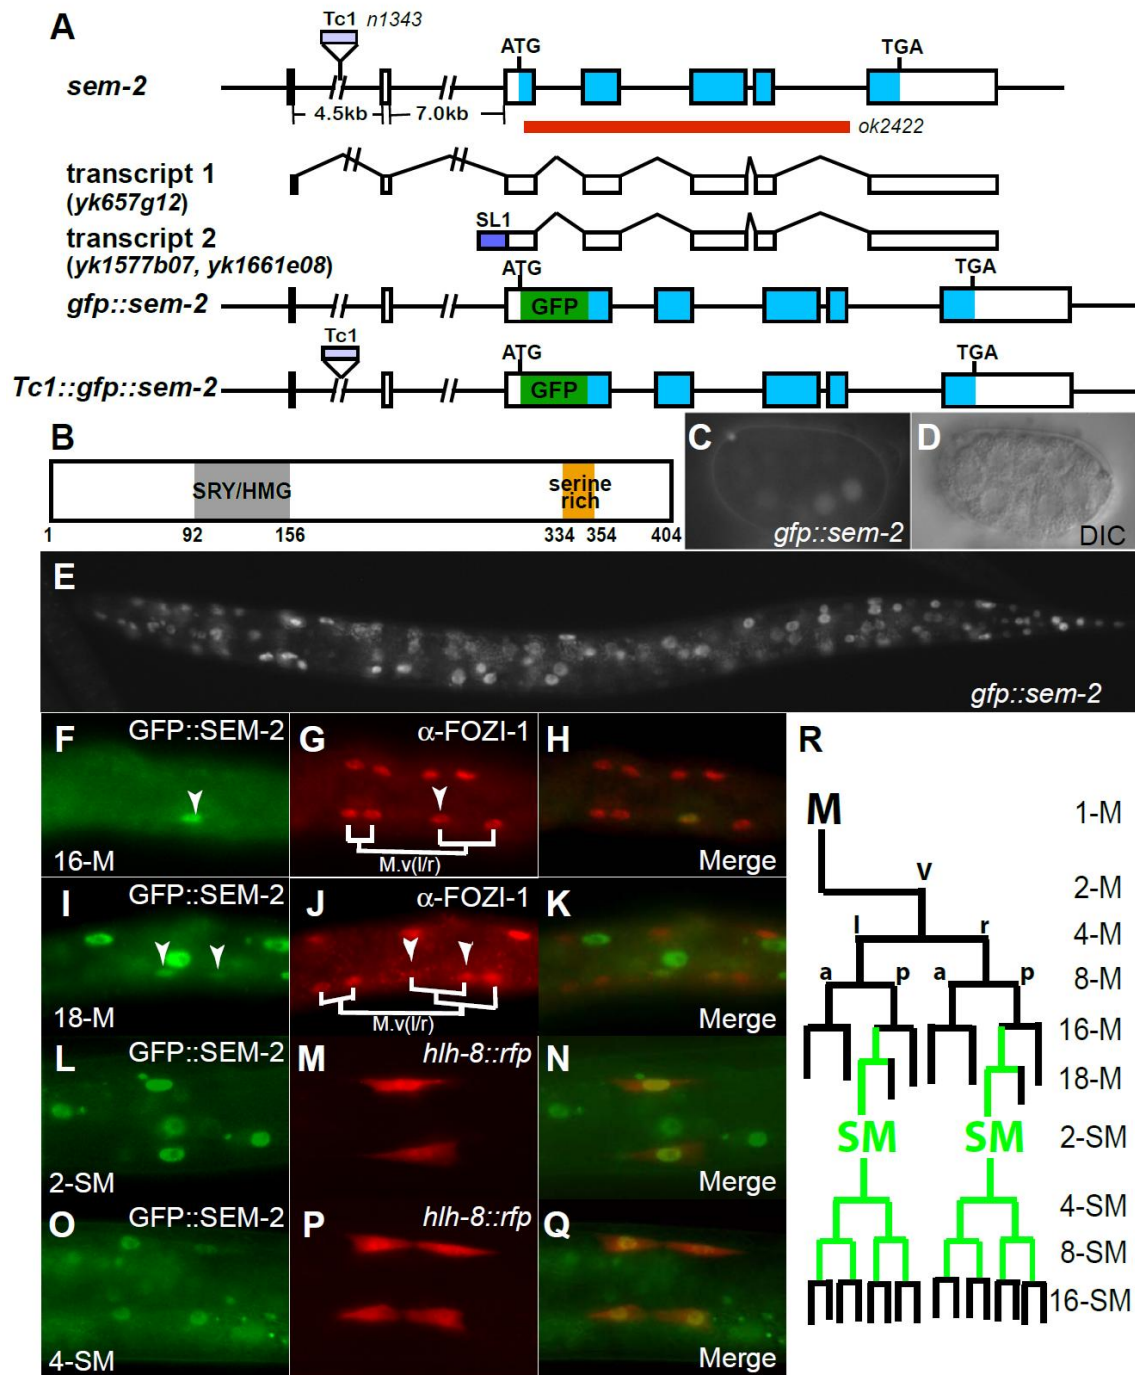 A
Tc1 n1343
ATG
TGA
sem-2
4.5kb
7.0kb
ok2422
transcript 1
(yk657g12)
SL1
transcript 2
(yk1577b07, yk1661e08)
ATG
TGA
gfp::sem-2
GFP
Tc1
ATG
TGA
Tc1::gfp::sem-2
GFP
B
SRY/HMG
serine
rich
1 92 156 334 354 404
C
gfp::sem-2
D
DIC
E
gfp::sem-2
F
GFP::SEM-2
16-M
G
α-FOZI-1
M.v(l/r)
H
Merge
I
GFP::SEM-2
18-M
J
α-FOZI-1
M.v(l/r)
K
Merge
L
GFP::SEM-2
2-SM
M
hlh-8::rfp
N
Merge
O
GFP::SEM-2
4-SM
P
hlh-8::rfp
Q
Merge
R
M
1-M
V
2-M
l r
4-M
a p a p
8-M
16-M
18-M
SM SM
2-SM
4-SM
8-SM
16-SM